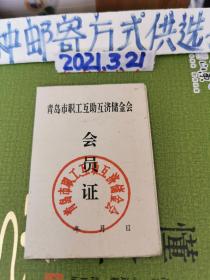 冲邮寄方式供选
2021.3.21
青岛市职工互助互济储金会
会
员
证
青岛市职工互助互济储金会
年 月 日
懂